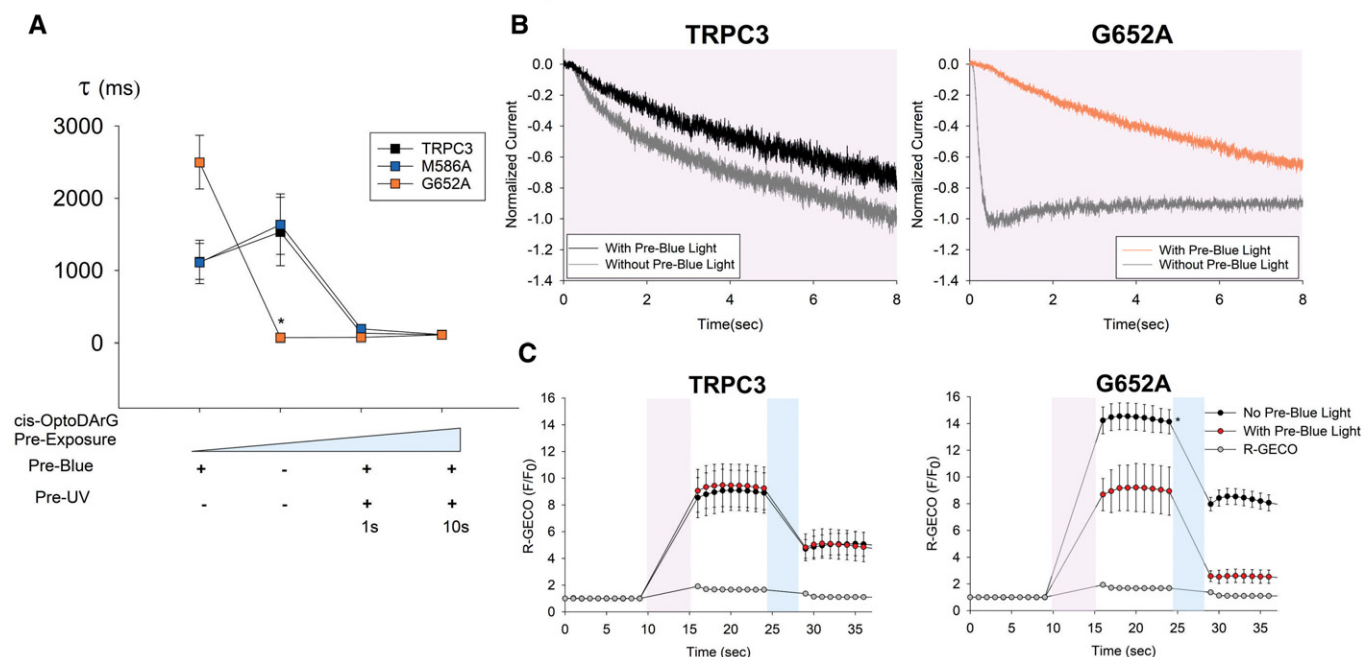 A
τ (ms)
3000
2000
1000
0
TRPC3
M586A
G652A
cis-OptoDArG
Pre-Exposure
Pre-Blue + - + +
Pre-UV - - + +
1s 10s
*
B
TRPC3
Normalized Current
0.0
-0.2
-0.4
-0.6
-0.8
-1.0
-1.2
-1.4
With Pre-Blue Light
Without Pre-Blue Light
0 2 4 6 8
Time(sec)
G652A
Normalized Current
0.0
-0.2
-0.4
-0.6
-0.8
-1.0
-1.2
-1.4
With Pre-Blue Light
Without Pre-Blue Light
0 2 4 6 8
Time(sec)
C
TRPC3
R-GECO (F/F0)
16
14
12
10
8
6
4
2
0
0 5 10 15 20 25 30 35
Time (sec)
G652A
R-GECO (F/F0)
16
14
12
10
8
6
4
2
0
*
No Pre-Blue Light
With Pre-Blue Light
R-GECO
0 5 10 15 20 25 30 35
Time (sec)